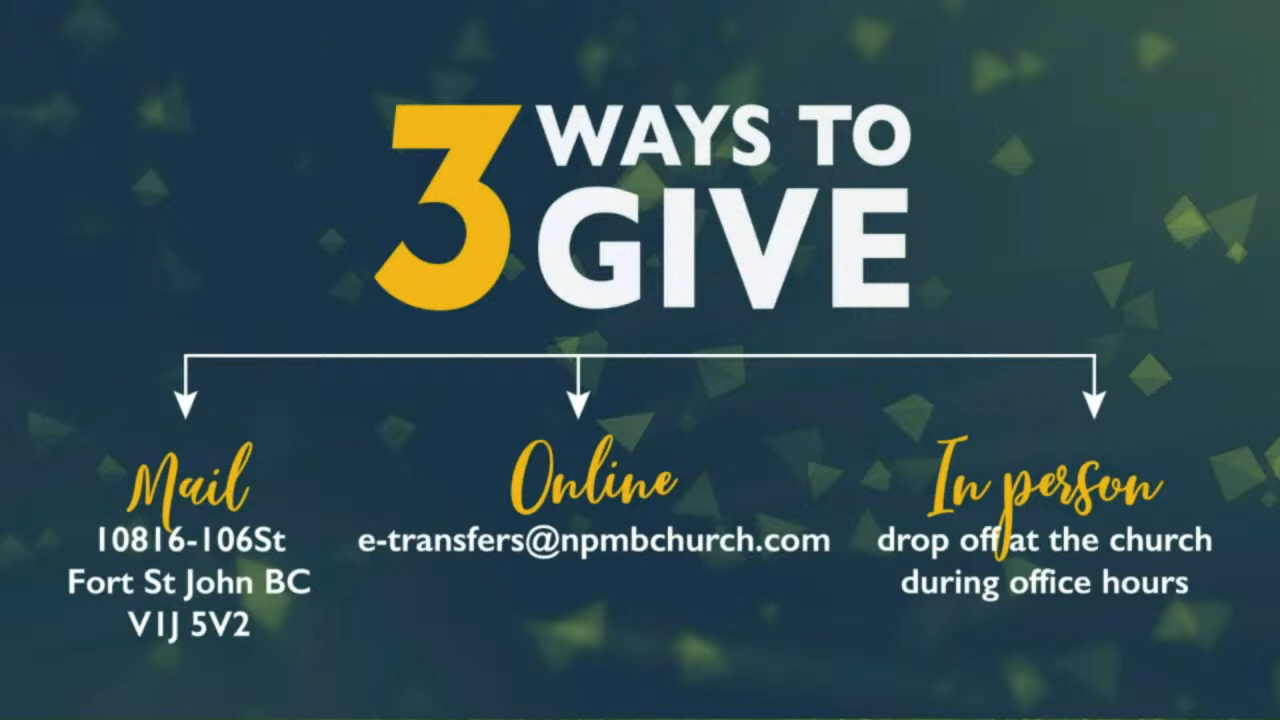 3 WAYS TO
GIVE
Mail
10816-106St
Fort St John BC
V1J 5V2
Online
e-transfers@npmbchurch.com
In person
drop off at the church
during office hours